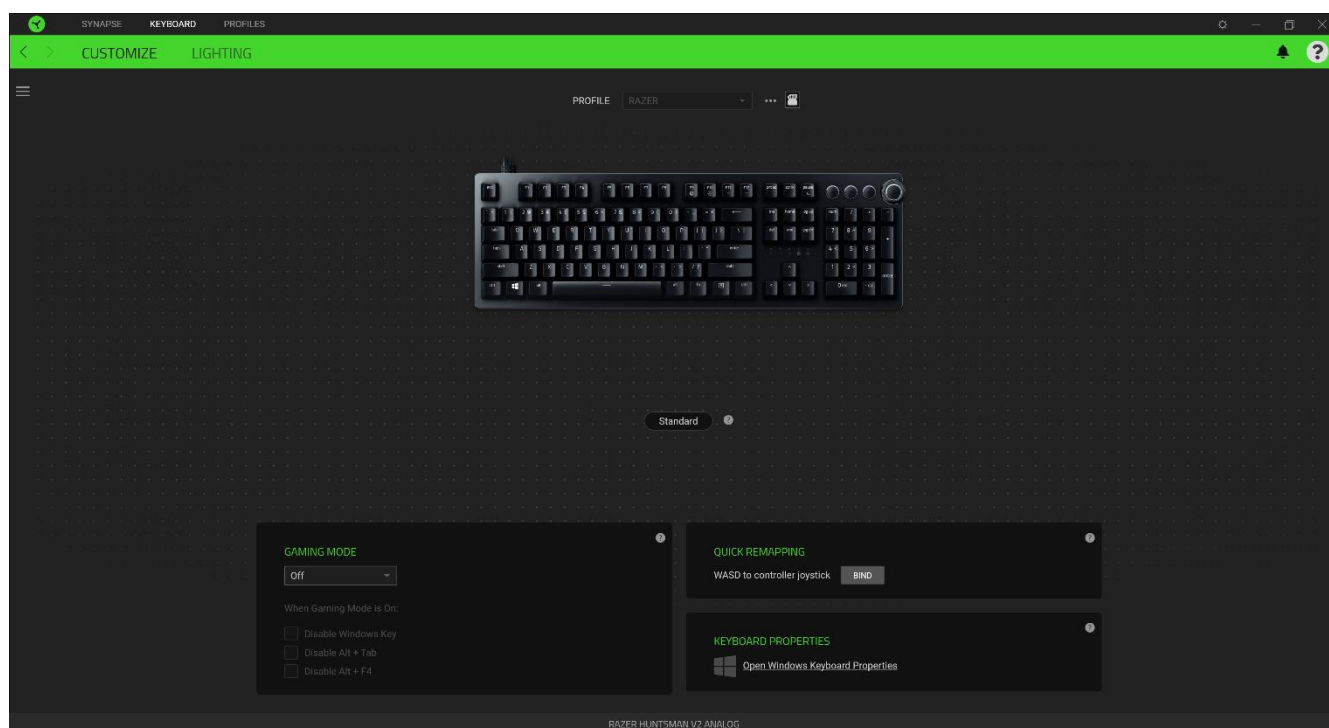 SYNAPSE KEYBOARD PROFILES
CUSTOMIZE LIGHTING
PROFILE RAZER
Standard
GAMING MODE
Off
When Gaming Mode is On:
Disable Windows Key
Disable Alt + Tab
Disable Alt + F4
QUICK REMAPPING
WASD to controller joystick BIND
KEYBOARD PROPERTIES
Open Windows Keyboard Properties
RAZER HUNTSMAN V2 ANALOG